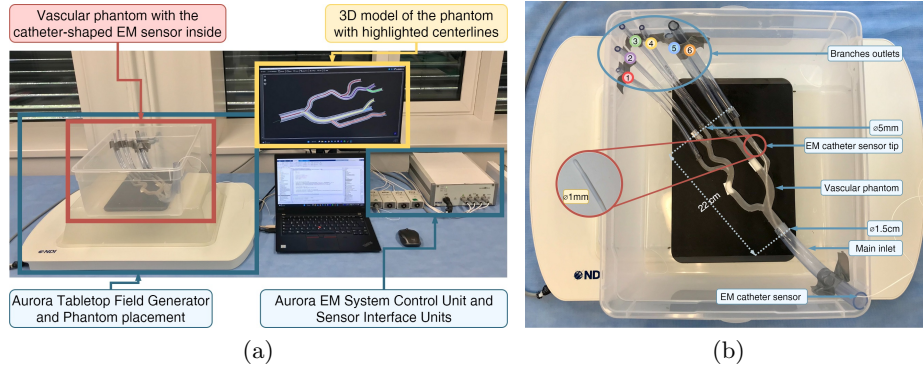 Vascular phantom with the
catheter-shaped EM sensor inside
3D model of the phantom
with highlighted centerlines
NDI
Aurora Tabletop Field Generator
and Phantom placement
Aurora EM System Control Unit and
Sensor Interface Units
(a)
3
4
5
6
2
1
Branches outlets
⌀5mm
EM catheter sensor tip
⌀1mm
Vascular phantom
22 cm
⌀1.5cm
Main inlet
NDI
EM catheter sensor
(b)